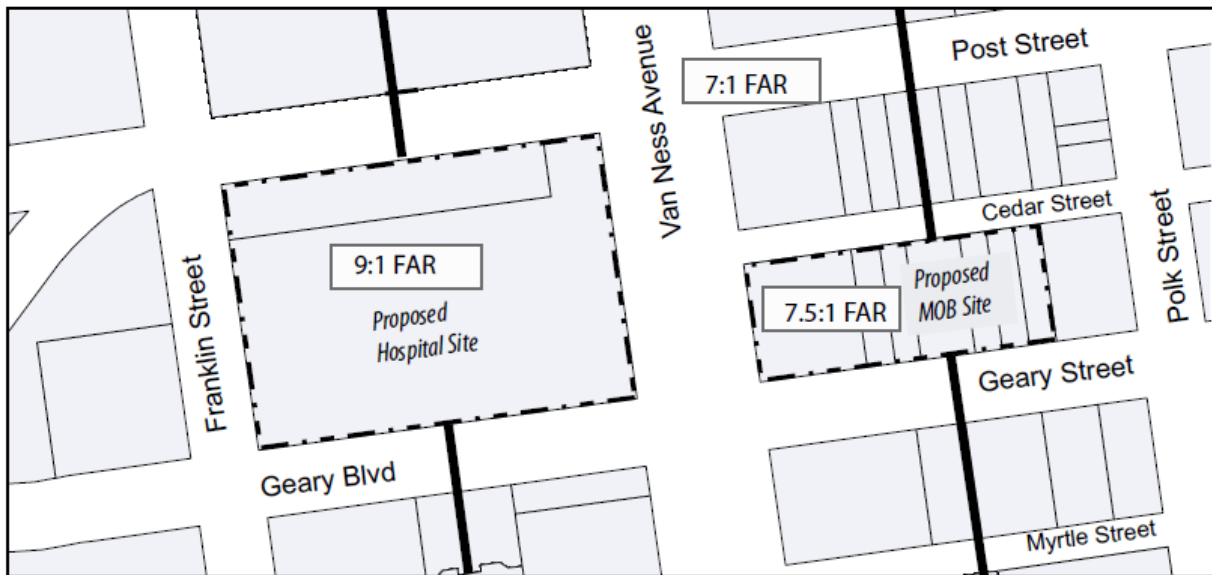 Post Street
7:1 FAR
Van Ness Avenue
Cedar Street
Polk Street
9:1 FAR
Proposed
Hospital Site
Franklin Street
7.5:1 FAR
Proposed
MOB Site
Geary Street
Geary Blvd
Myrtle Street